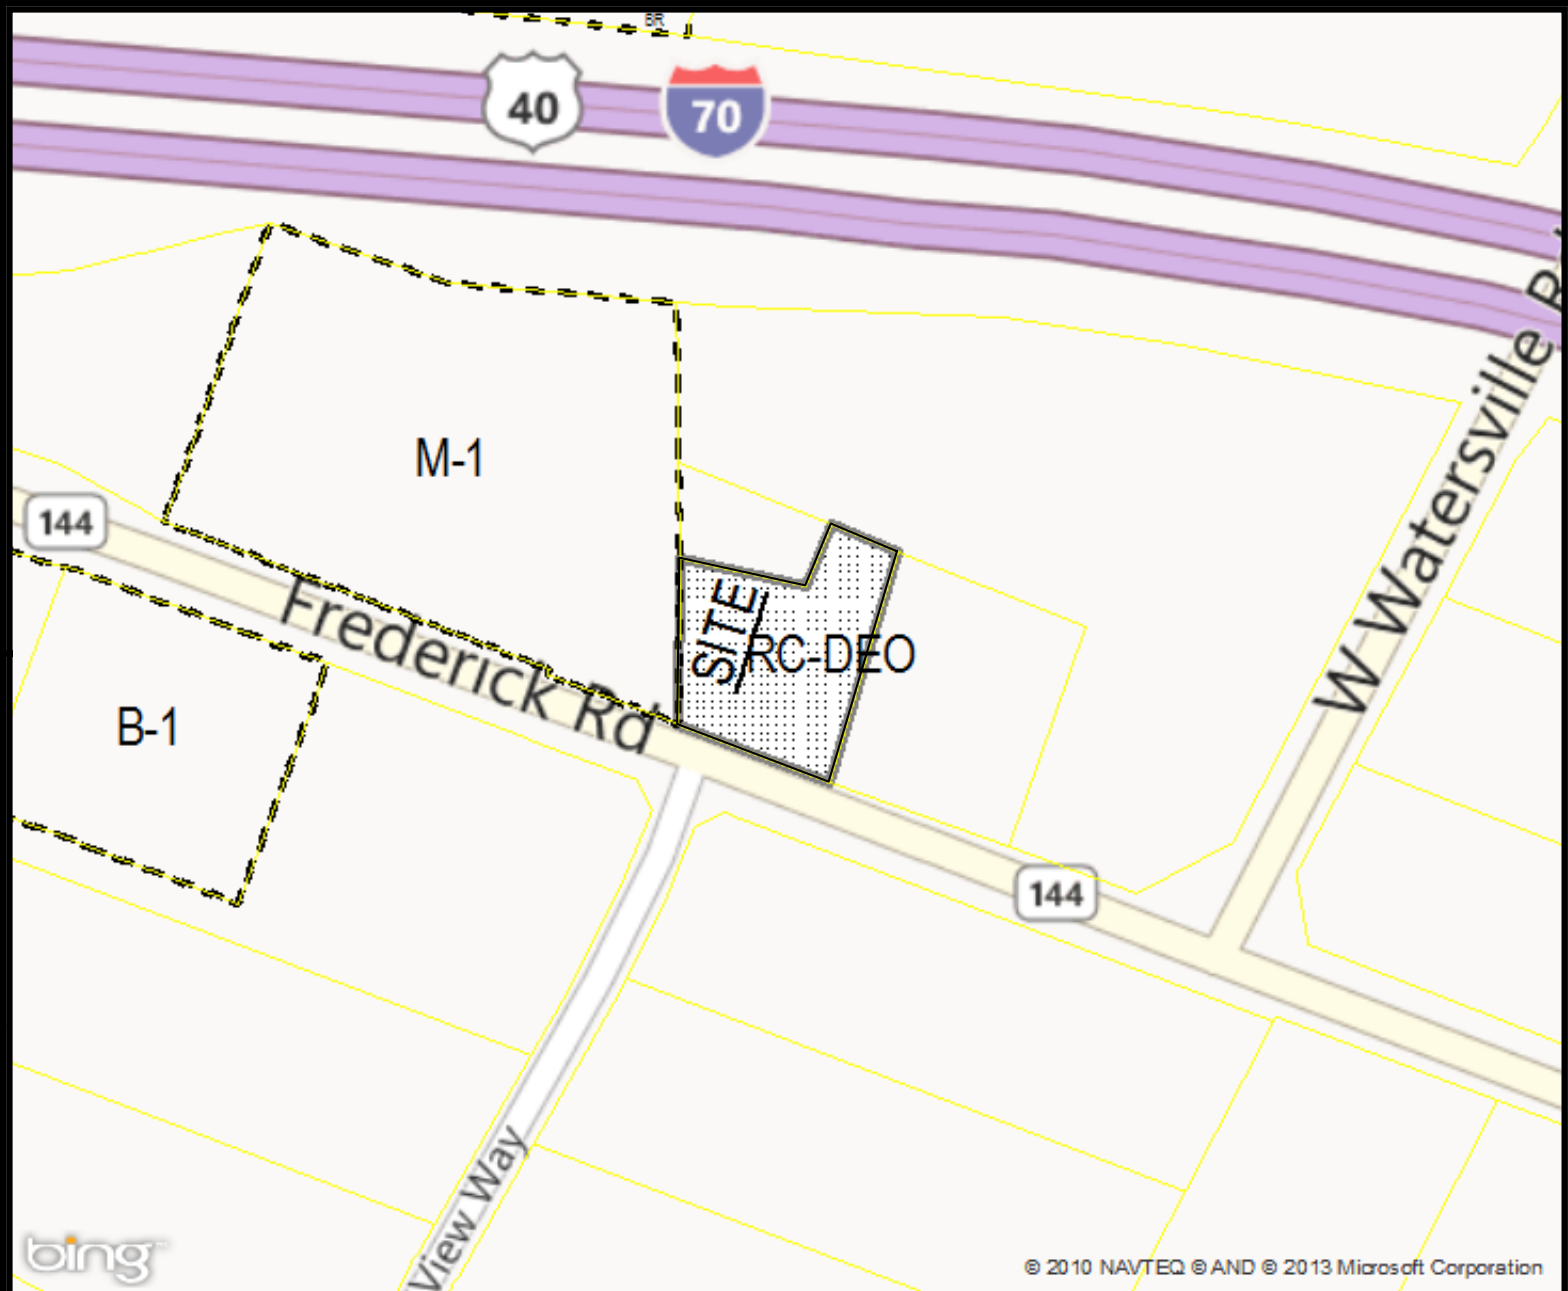 BR
40
70
M-1
144
Frederick Rd
SITE
RC-DEO
W Watersville
B-1
144
View Way
bing
© 2010 NAVTEQ © AND © 2013 Microsoft Corporation